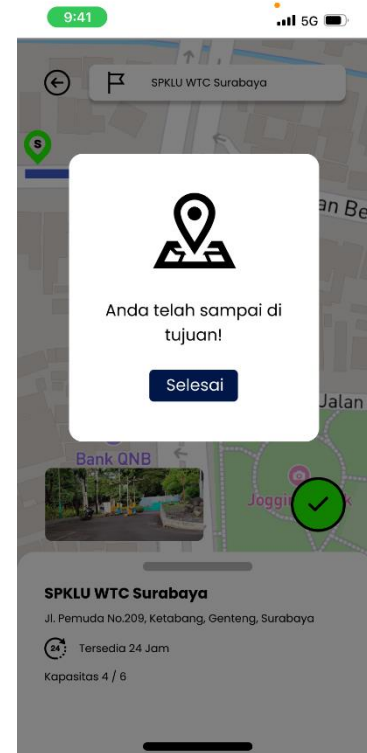 9:41
5G
SPKLU WTC Surabaya
S
an Be
Anda telah sampai di
tujuan!
Selesai
Jalan
Bank QNB
SPKLU WTC Surabaya
Jl. Pemuda No.209, Ketabang, Genteng, Surabaya
24
Tersedia 24 Jam
Kapasitas 4 / 6